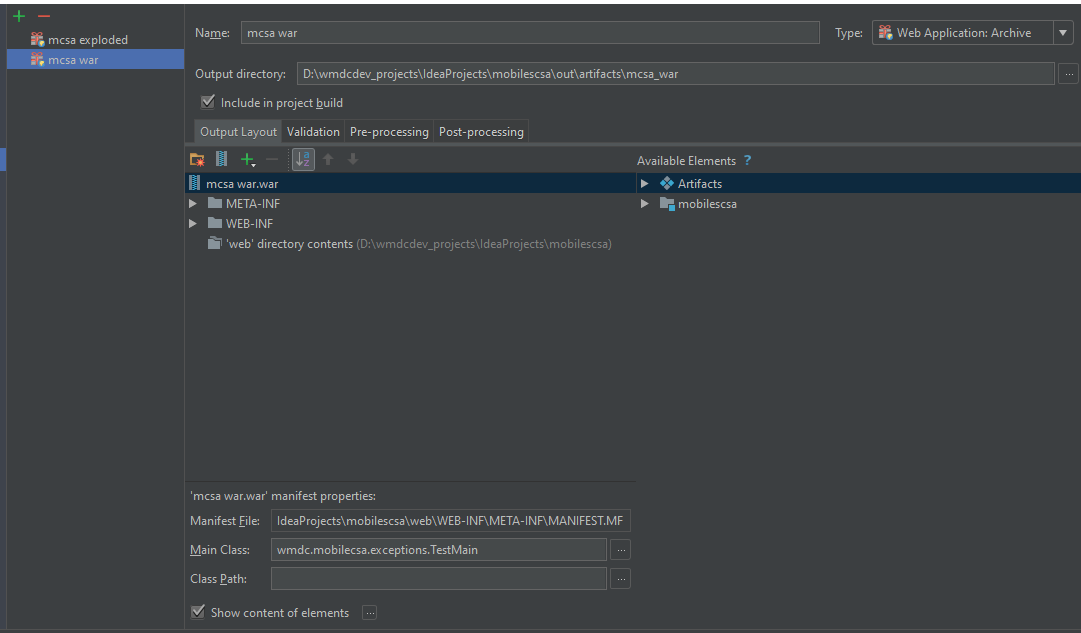 mcsa exploded
mcsa war
Name: mcsa war
Type: Web Application: Archive
Output directory: D:\wmdcdev_projects\IdeaProjects\mobilescsa\out\artifacts\mcsa_war ...
Include in project build
Output Layout Validation Pre-processing Post-processing
Available Elements ?
mcsa war.war
META-INF
WEB-INF
'web' directory contents (D:\wmdcdev_projects\IdeaProjects\mobilescsa)
Artifacts
mobilescsa
'mcsa war.war' manifest properties:
Manifest File: IdeaProjects\mobilescsa\web\WEB-INF\META-INF\MANIFEST.MF
Main Class: wmdc.mobilecsa.exceptions.TestMain ...
Class Path: ...
Show content of elements ...